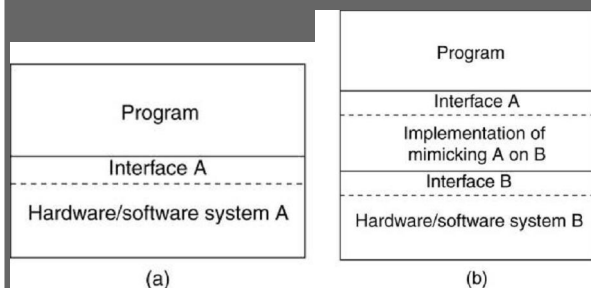 Program
Interface A
Hardware/software system A
(a)
Program
Interface A
Implementation of
mimicking A on B
Interface B
Hardware/software system B
(b)